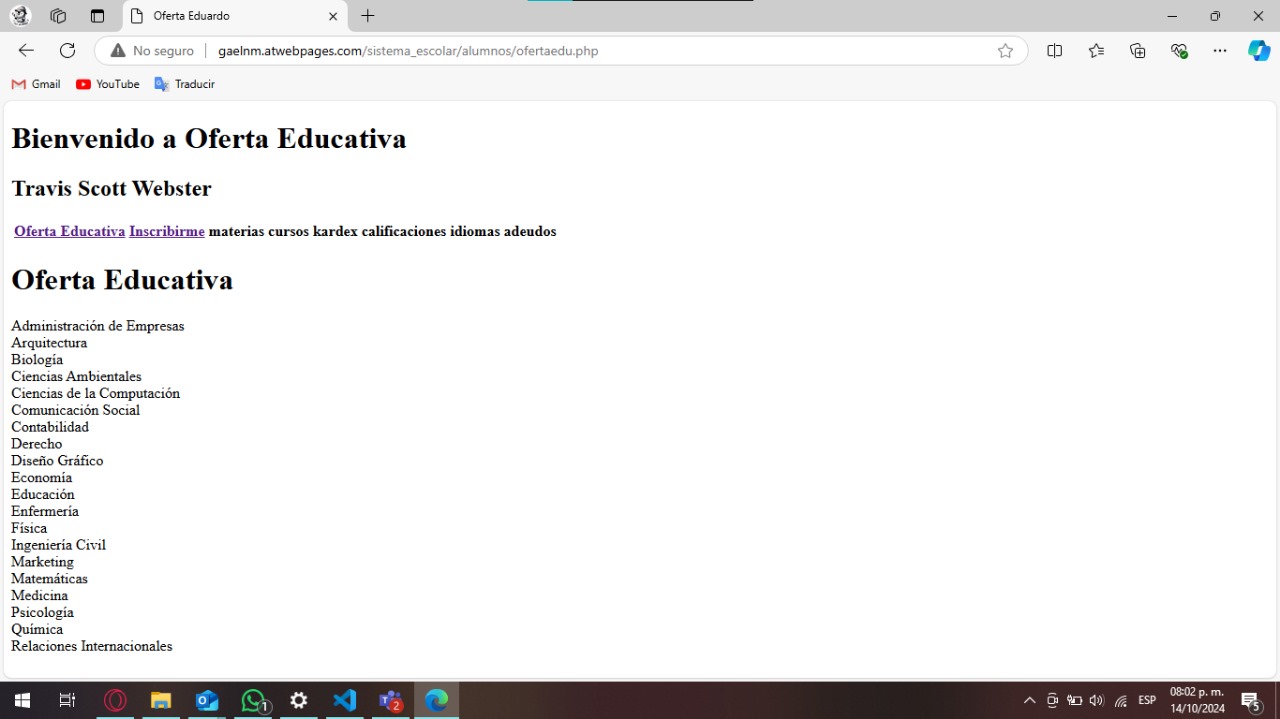 Oferta Eduardo
No seguro
gaelnm.atwebpages.com/sistema_escolar/alumnos/ofertaedu.php
Gmail YouTube Traducir
Bienvenido a Oferta Educativa
Travis Scott Webster
Oferta Educativa Inscribirme materias cursos kardex calificaciones idiomas adeudos
Oferta Educativa
Administración de Empresas
Arquitectura
Biología
Ciencias Ambientales
Ciencias de la Computación
Comunicación Social
Contabilidad
Derecho
Diseño Gráfico
Economía
Educación
Enfermería
Física
Ingeniería Civil
Marketing
Matemáticas
Medicina
Psicología
Química
Relaciones Internacionales
1
2
ESP
08:02 p. m.
14/10/2024
5